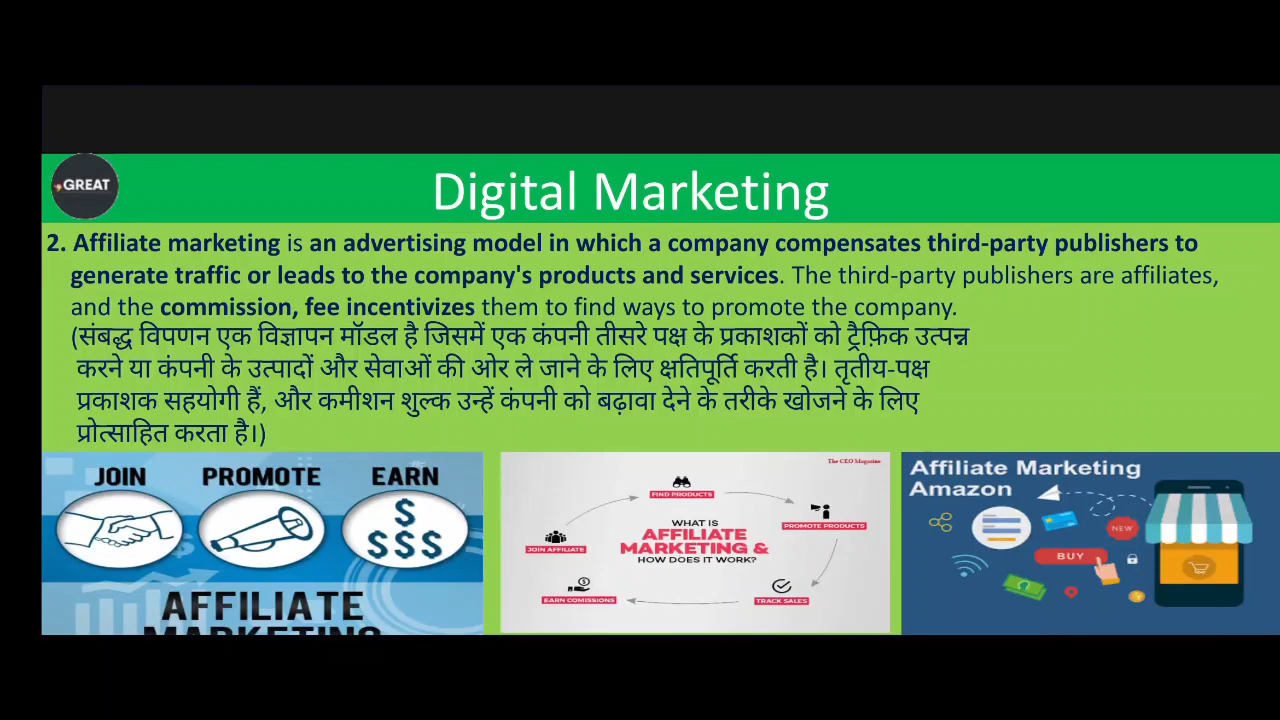 GREAT
Digital Marketing
2. Affiliate marketing is an advertising model in which a company compensates third-party publishers to
generate traffic or leads to the company's products and services. The third-party publishers are affiliates,
and the commission, fee incentivizes them to find ways to promote the company.
(संबद्ध विपणन एक विज्ञापन मॉडल है जिसमें एक कंपनी तीसरे पक्ष के प्रकाशकों को ट्रैफ़िक उत्पन्न
करने या कंपनी के उत्पादों और सेवाओं की ओर ले जाने के लिए क्षतिपूर्ति करती है। तृतीय-पक्ष
प्रकाशक सहयोगी हैं, और कमीशन शुल्क उन्हें कंपनी को बढ़ावा देने के तरीके खोजने के लिए
प्रोत्साहित करता है।)
JOIN PROMOTE EARN
$
$$$
AFFILIATE
MARKETING
The CEO Magazine
FIND PRODUCTS
PROMOTE PRODUCTS
WHAT IS
AFFILIATE
MARKETING &
HOW DOES IT WORK?
JOIN AFFILIATE
EARN COMISSIONS
TRACK SALES
Affiliate Marketing
Amazon
NEW
BUY